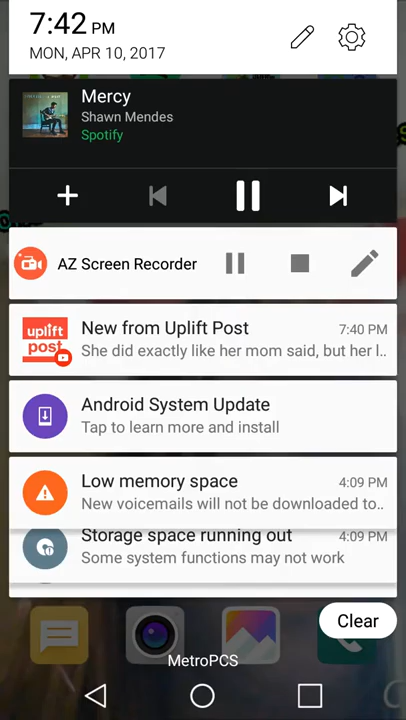 7:42 PM
MON, APR 10, 2017
Mercy
Shawn Mendes
Spotify
AZ Screen Recorder
uplift
post
New from Uplift Post
7:40 PM
She did exactly like her mom said, but her l..
Android System Update
Tap to learn more and install
Low memory space
4:09 PM
New voicemails will not be downloaded to..
Storage space running out
4:09 PM
Some system functions may not work
Clear
MetroPCS